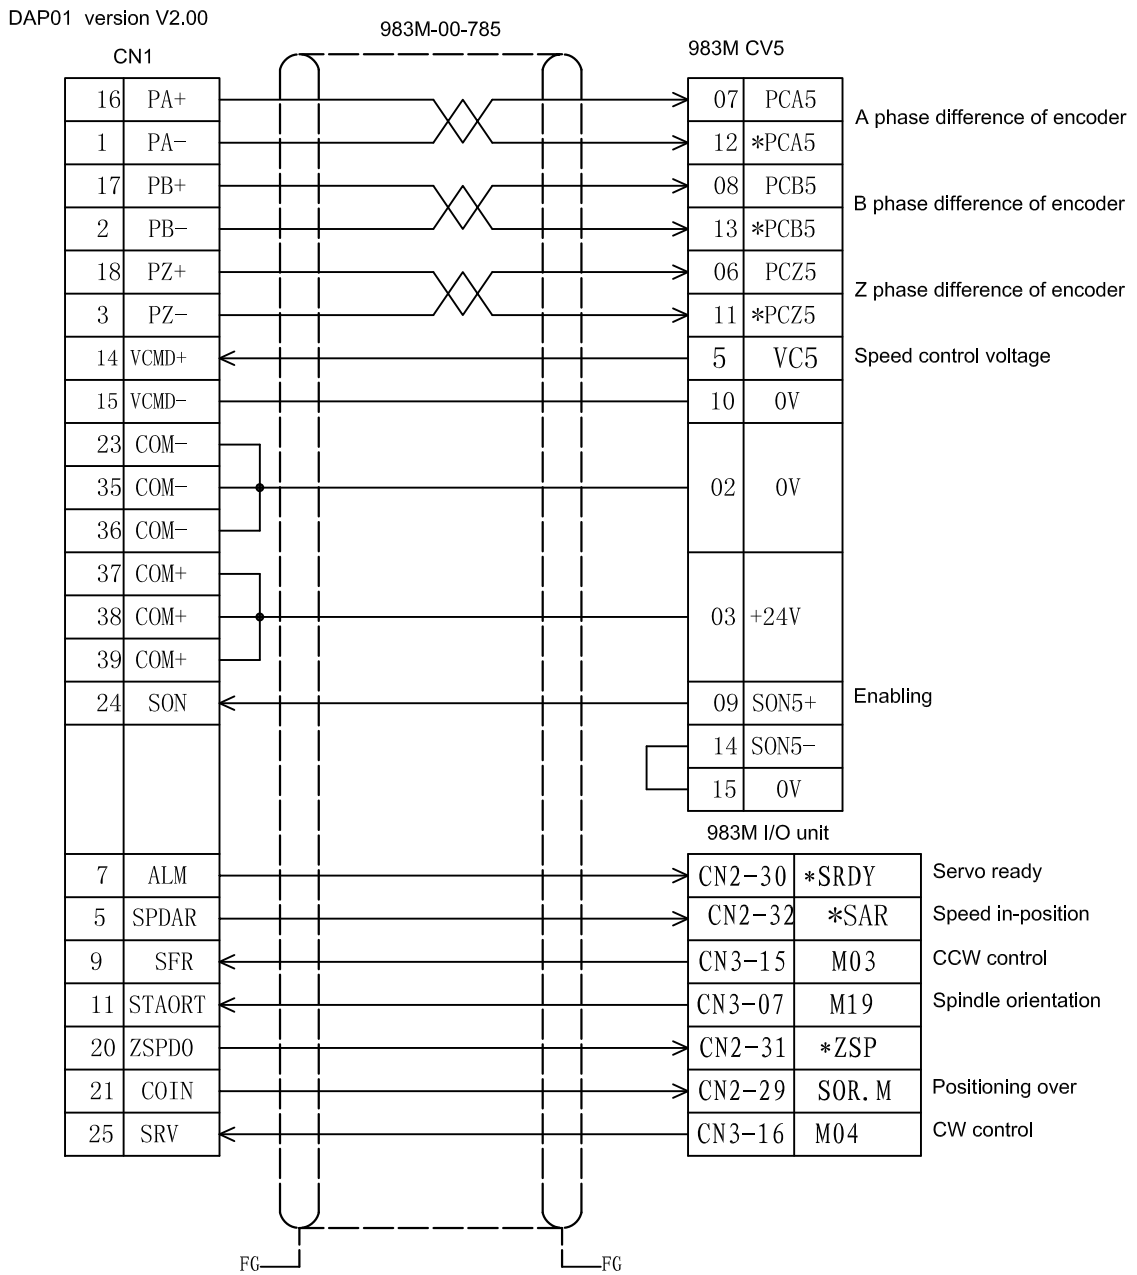 DAP01 version V2.00
983M-00-785
CN1
983M CV5
16 PA+ 07 PCA5
A phase difference of encoder
1 PA- 12 *PCA5
17 PB+ 08 PCB5
B phase difference of encoder
2 PB- 13 *PCB5
18 PZ+ 06 PCZ5
Z phase difference of encoder
3 PZ- 11 *PCZ5
14 VCMD+ 5 VC5 Speed control voltage
15 VCMD- 10 0V
23 COM-
35 COM- 02 0V
36 COM-
37 COM+
38 COM+ 03 +24V
39 COM+
24 SON 09 SON5+ Enabling
14 SON5-
15 0V
983M I/O unit
7 ALM CN2-30 *SRDY Servo ready
5 SPDAR CN2-32 *SAR Speed in-position
9 SFR CN3-15 M03 CCW control
11 STAORT CN3-07 M19 Spindle orientation
20 ZSPDO CN2-31 *ZSP
21 COIN CN2-29 SOR.M Positioning over
25 SRV CN3-16 M04 CW control
FG FG